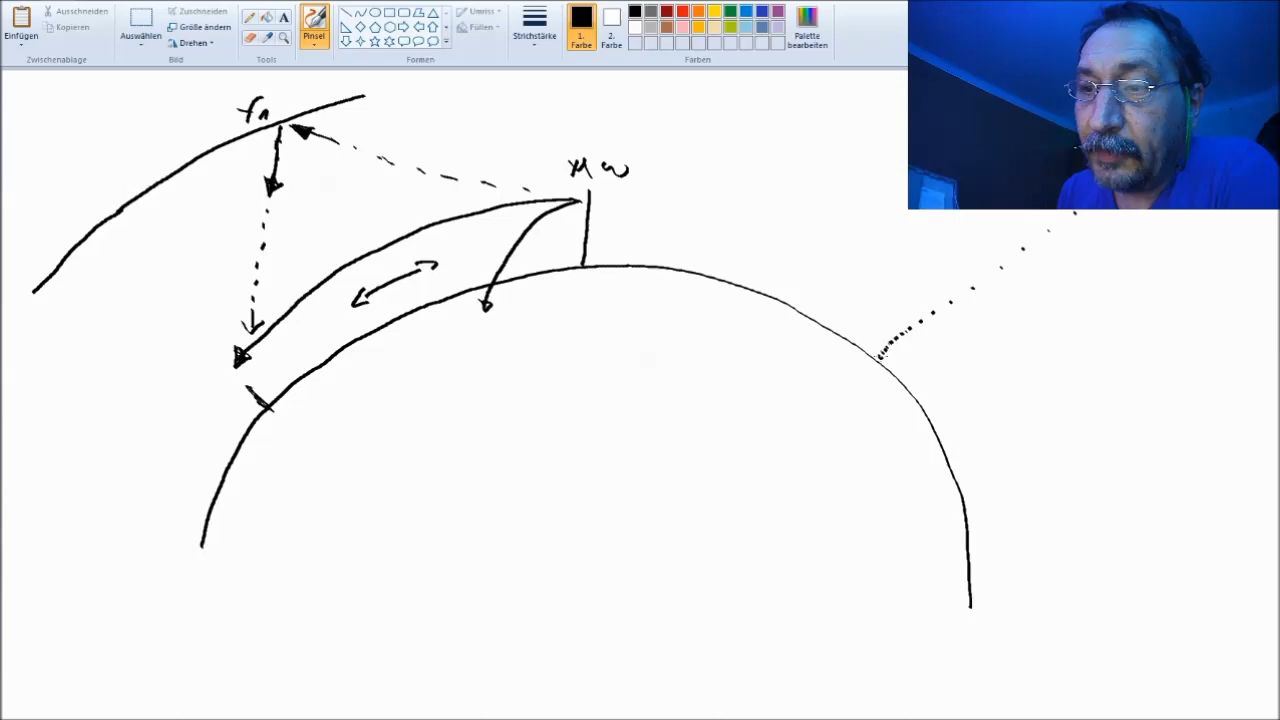 Einfügen
Ausschneiden
Kopieren
Zwischenablage
Auswählen
Zuschneiden
Größe ändern
Drehen
Bild
A
Tools
Pinsel
Formen
Umriss
Füllen
Strichstärke
1.
Farbe
2.
Farbe
Palette
bearbeiten
Farben